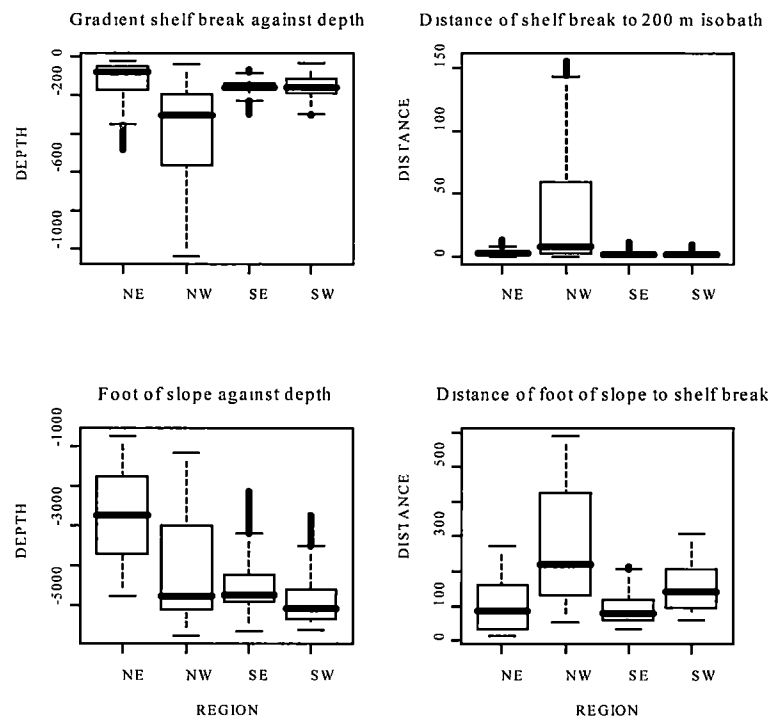 Gradient shelf break against depth
DEPTH
0
-200
-600
-1000
NE NW SE SW
Distance of shelf break to 200 m isobath
DISTANCE
150
50
0
NE NW SE SW
Foot of slope against depth
DEPTH
-1000
-3000
-5000
NE NW SE SW
REGION
Distance of foot of slope to shelf break
DISTANCE
500
300
100
0
NE NW SE SW
REGION